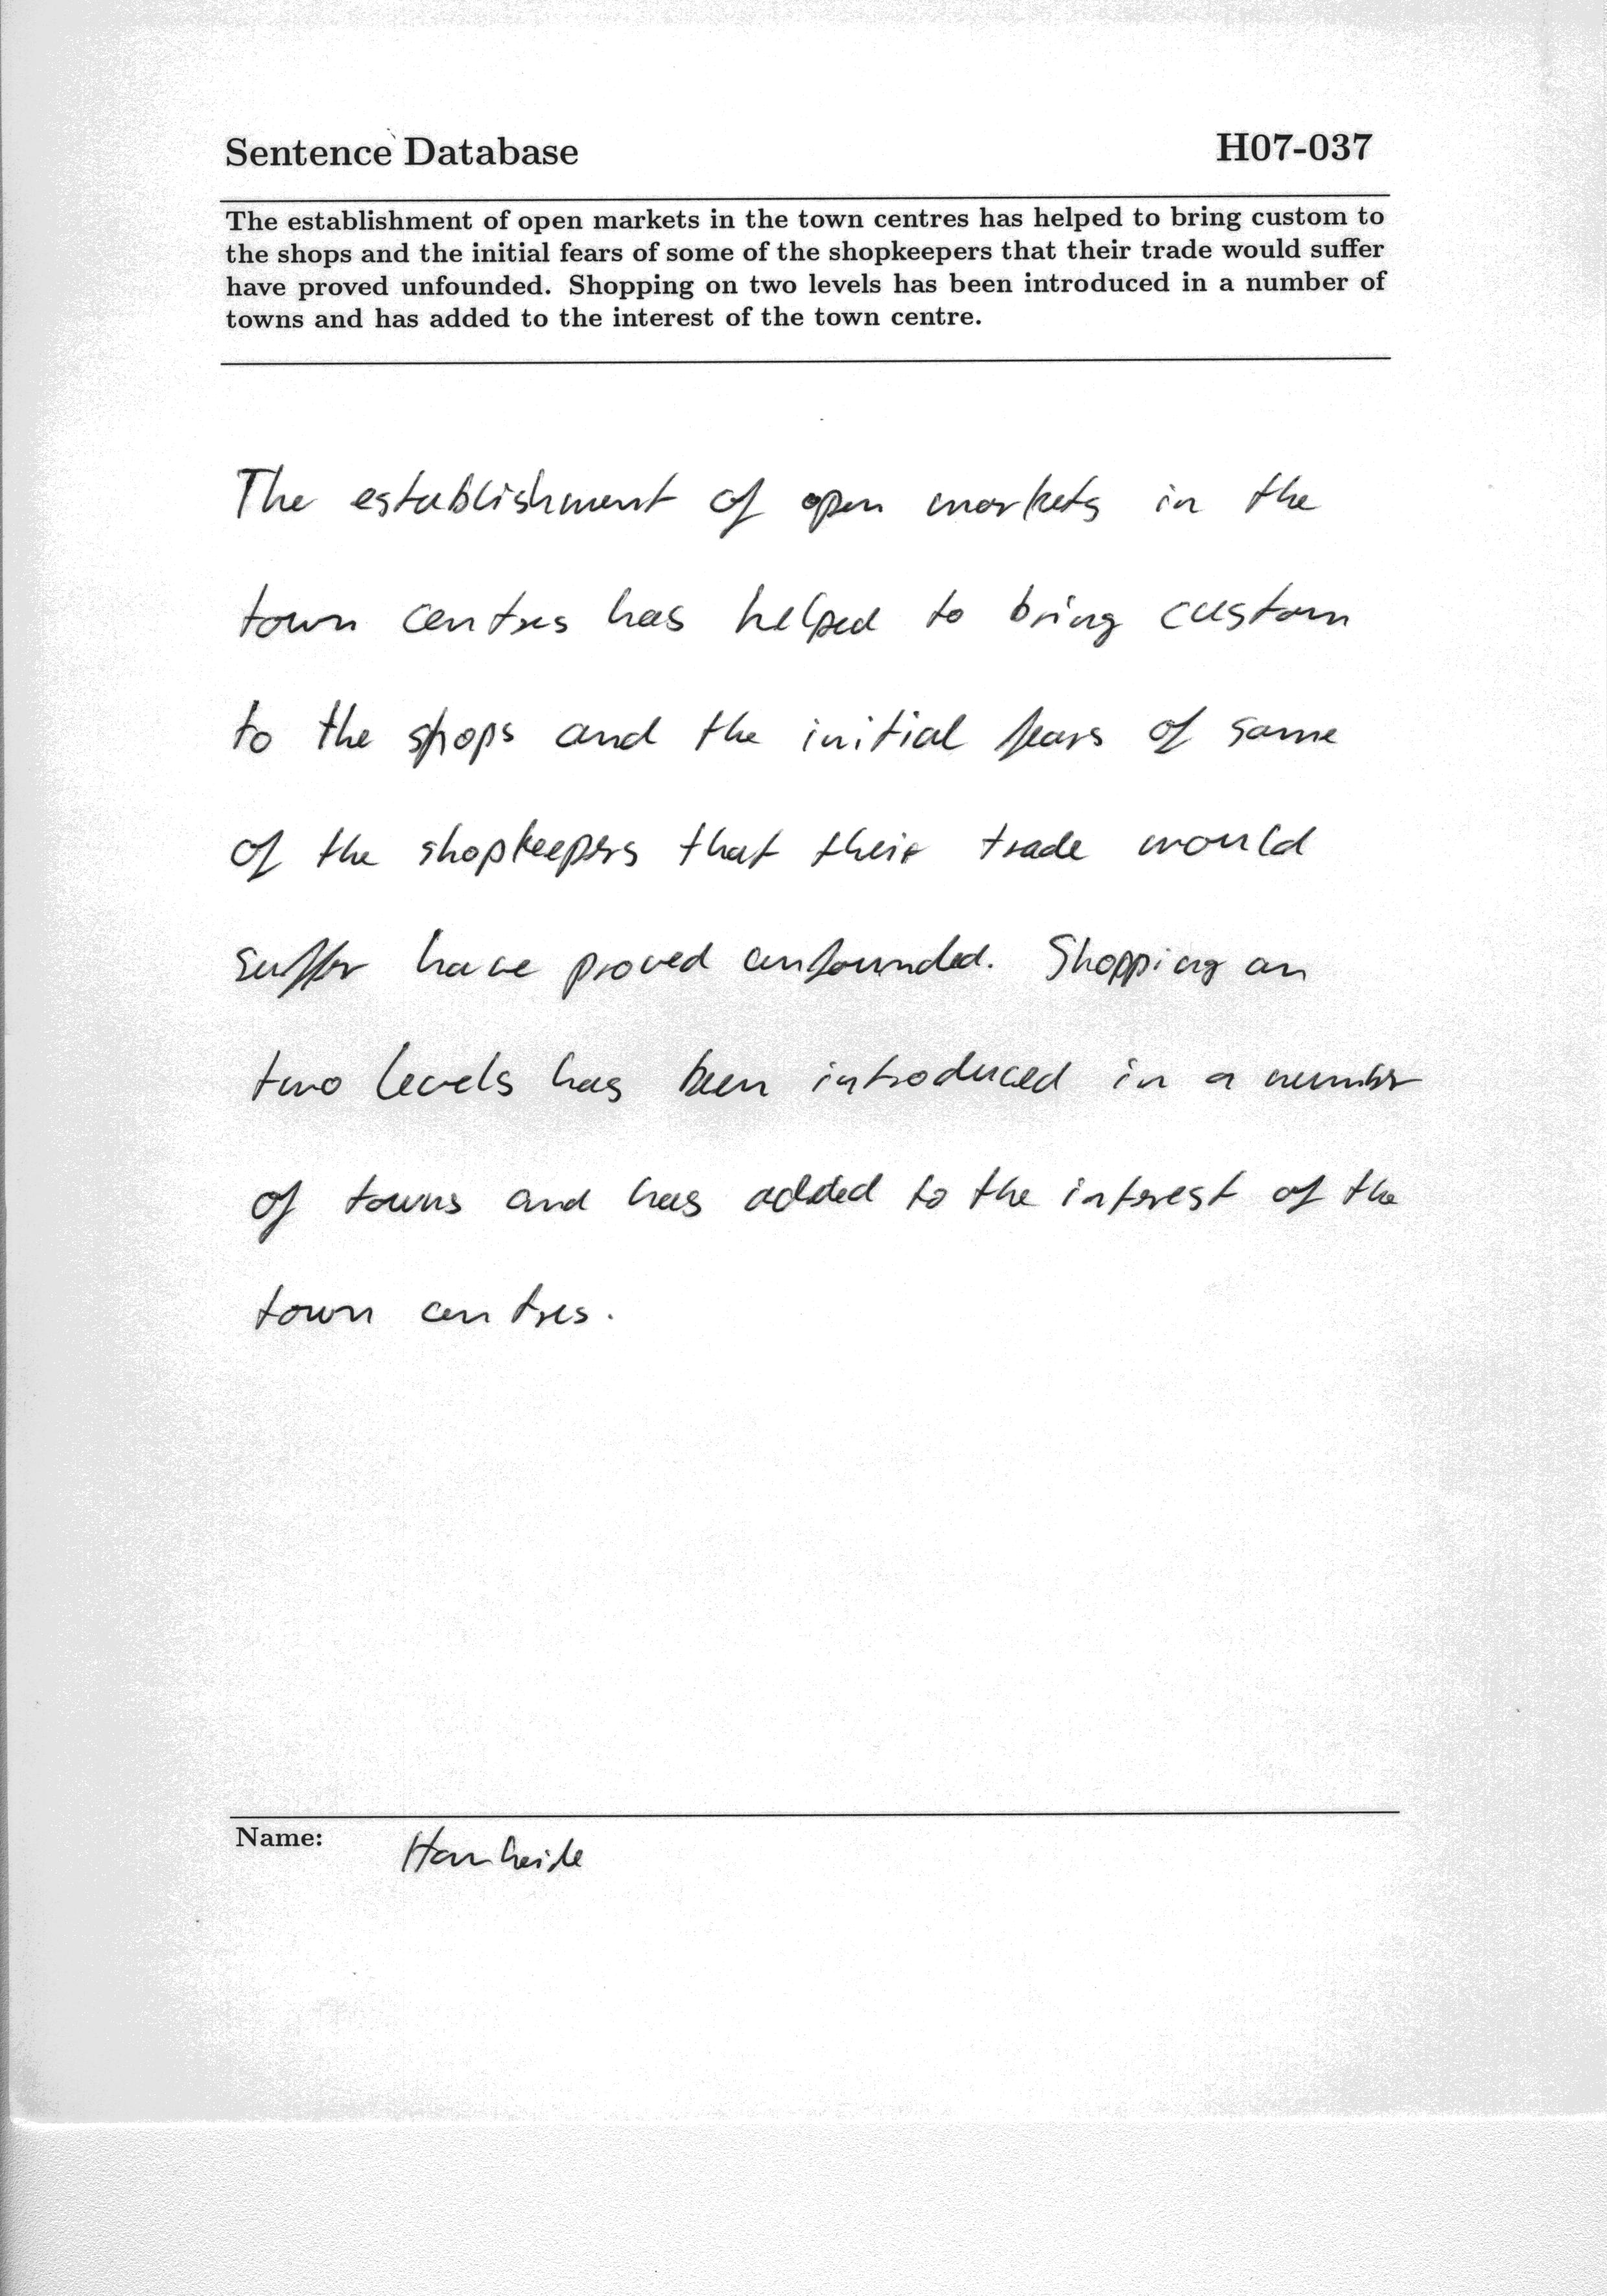 Sentence Database H07-037
The establishment of open markets in the town centres has helped to bring custom to
the shops and the initial fears of some of the shopkeepers that their trade would suffer
have proved unfounded. Shopping on two levels has been introduced in a number of
towns and has added to the interest of the town centre.
The establishment of open markets in the
town centres has helped to bring custom
to the shops and the initial fears of some
of the shopkeepers that their trade would
suffer have proved unfounded. Shopping on
two levels has been introduced in a number
of towns and has added to the interest of the
town centres.
Name: